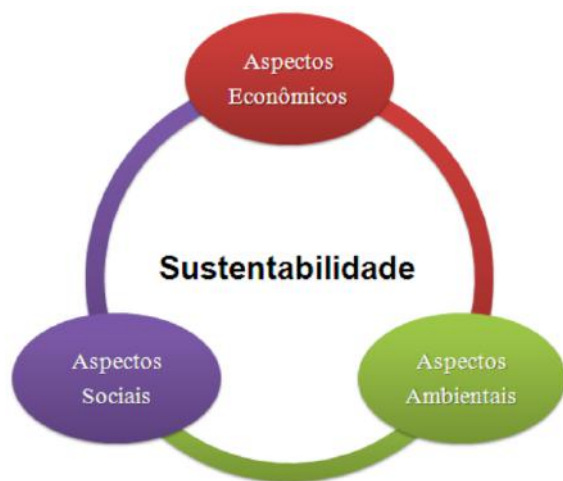 Aspectos
Econômicos
Sustentabilidade
Aspectos
Sociais
Aspectos
Ambientais